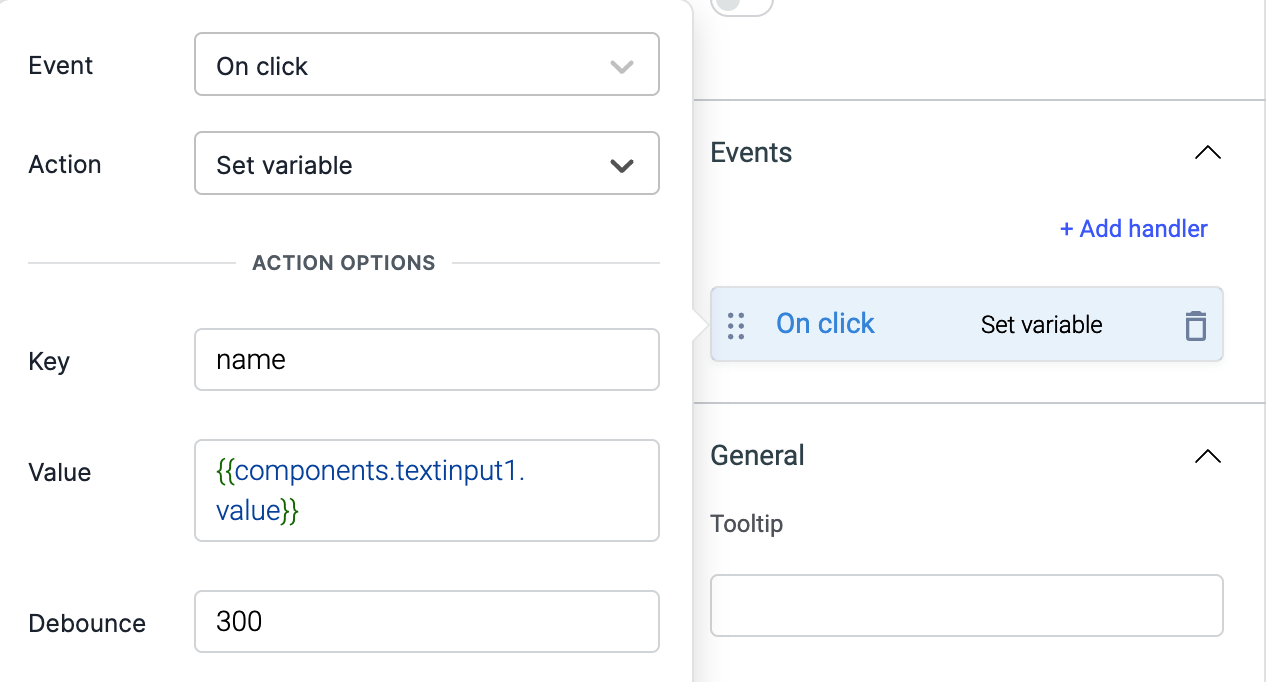 Event
On click
Action
Set variable
ACTION OPTIONS
Key
name
Value
{{components.textinput1.
value}}
Debounce
300
Events
+ Add handler
On click
Set variable
General
Tooltip